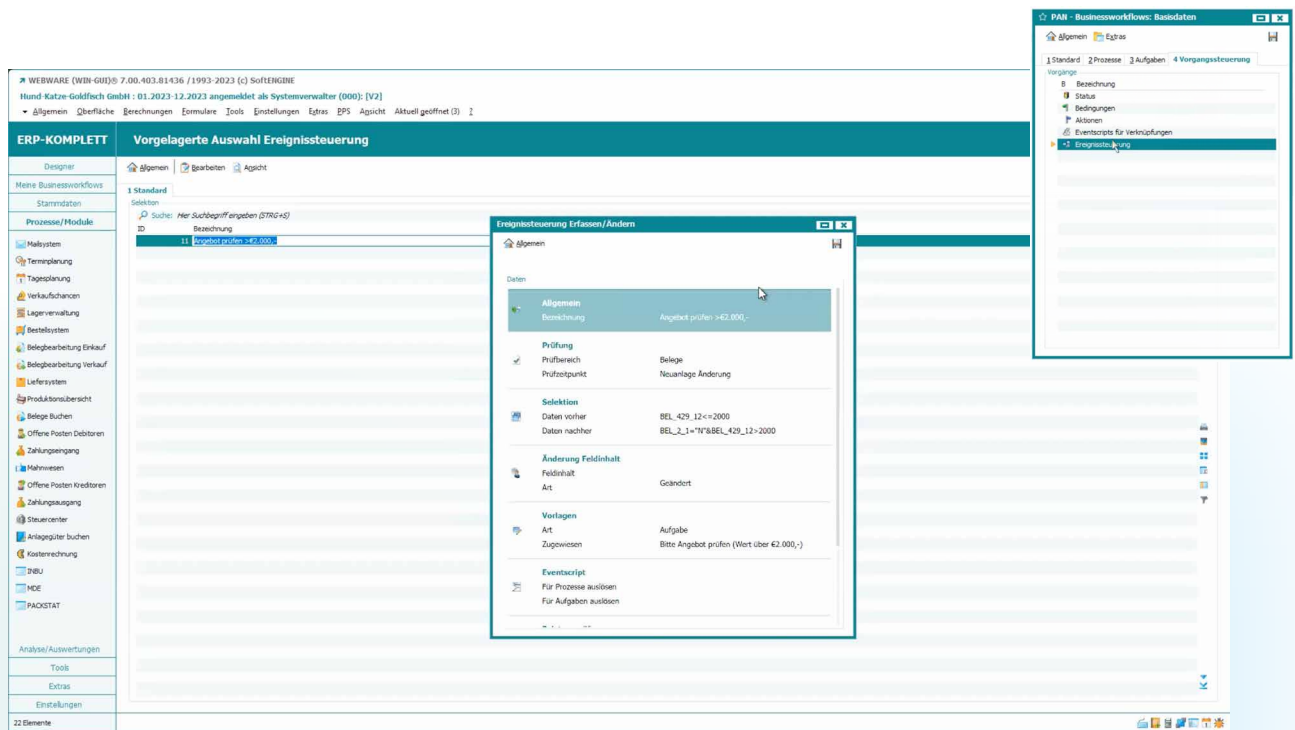 PAN - Businessworkflows: Basisdaten
Allgemein Extras
1 Standard 2 Prozesse 3 Aufgaben 4 Vorgangssteuerung
Vorgänge
B Bezeichnung
Status
Bedingungen
Aktionen
Eventscripts für Verknüpfungen
Ereignissteuerung
WEBWARE (WIN-GUI)® 7.00.403.81436 /1993-2023 (c) SoftENGINE
Hund-Katze-Goldfisch GmbH : 01.2023-12.2023 angemeldet als Systemverwalter (000): [V2]
Allgemein Oberfläche Berechnungen Formulare Tools Einstellungen Extras PPS Ansicht Aktuell geöffnet (3) ?
ERP-KOMPLETT
Vorgelagerte Auswahl Ereignissteuerung
Designer
Meine Businessworkflows
Stammdaten
Prozesse/Module
Mailsystem
Terminplanung
Tagesplanung
Verkaufschancen
Lagerverwaltung
Bestellsystem
Belegbearbeitung Einkauf
Belegbearbeitung Verkauf
Liefersystem
Produktionsübersicht
Belege Buchen
Offene Posten Debitoren
Zahlungseingang
Mahnwesen
Offene Posten Kreditoren
Zahlungsausgang
Steuercenter
Anlagegüter buchen
Kostenrechnung
INBU
MDE
PACKSTAT
Analyse/Auswertungen
Tools
Extras
Einstellungen
22 Elemente
Allgemein Bearbeiten Ansicht
1 Standard
Selektion
Suche: Hier Suchbegriff eingeben (STRG+S)
ID Bezeichnung
11 Angebot prüfen >€2.000,-
Ereignissteuerung Erfassen/Ändern
Allgemein
Daten
Allgemein
Bezeichnung Angebot prüfen >€2.000,-
Prüfung
Prüfbereich Belege
Prüfzeitpunkt Neuanlage Änderung
Selektion
Daten vorher BEL_429_12<=2000
Daten nachher BEL_2_1="N"&BEL_429_12>2000
Änderung Feldinhalt
Feldinhalt
Art Geändert
Vorlagen
Art Aufgabe
Zugewiesen Bitte Angebot prüfen (Wert über €2.000,-)
Eventscript
Für Prozesse auslösen
Für Aufgaben auslösen